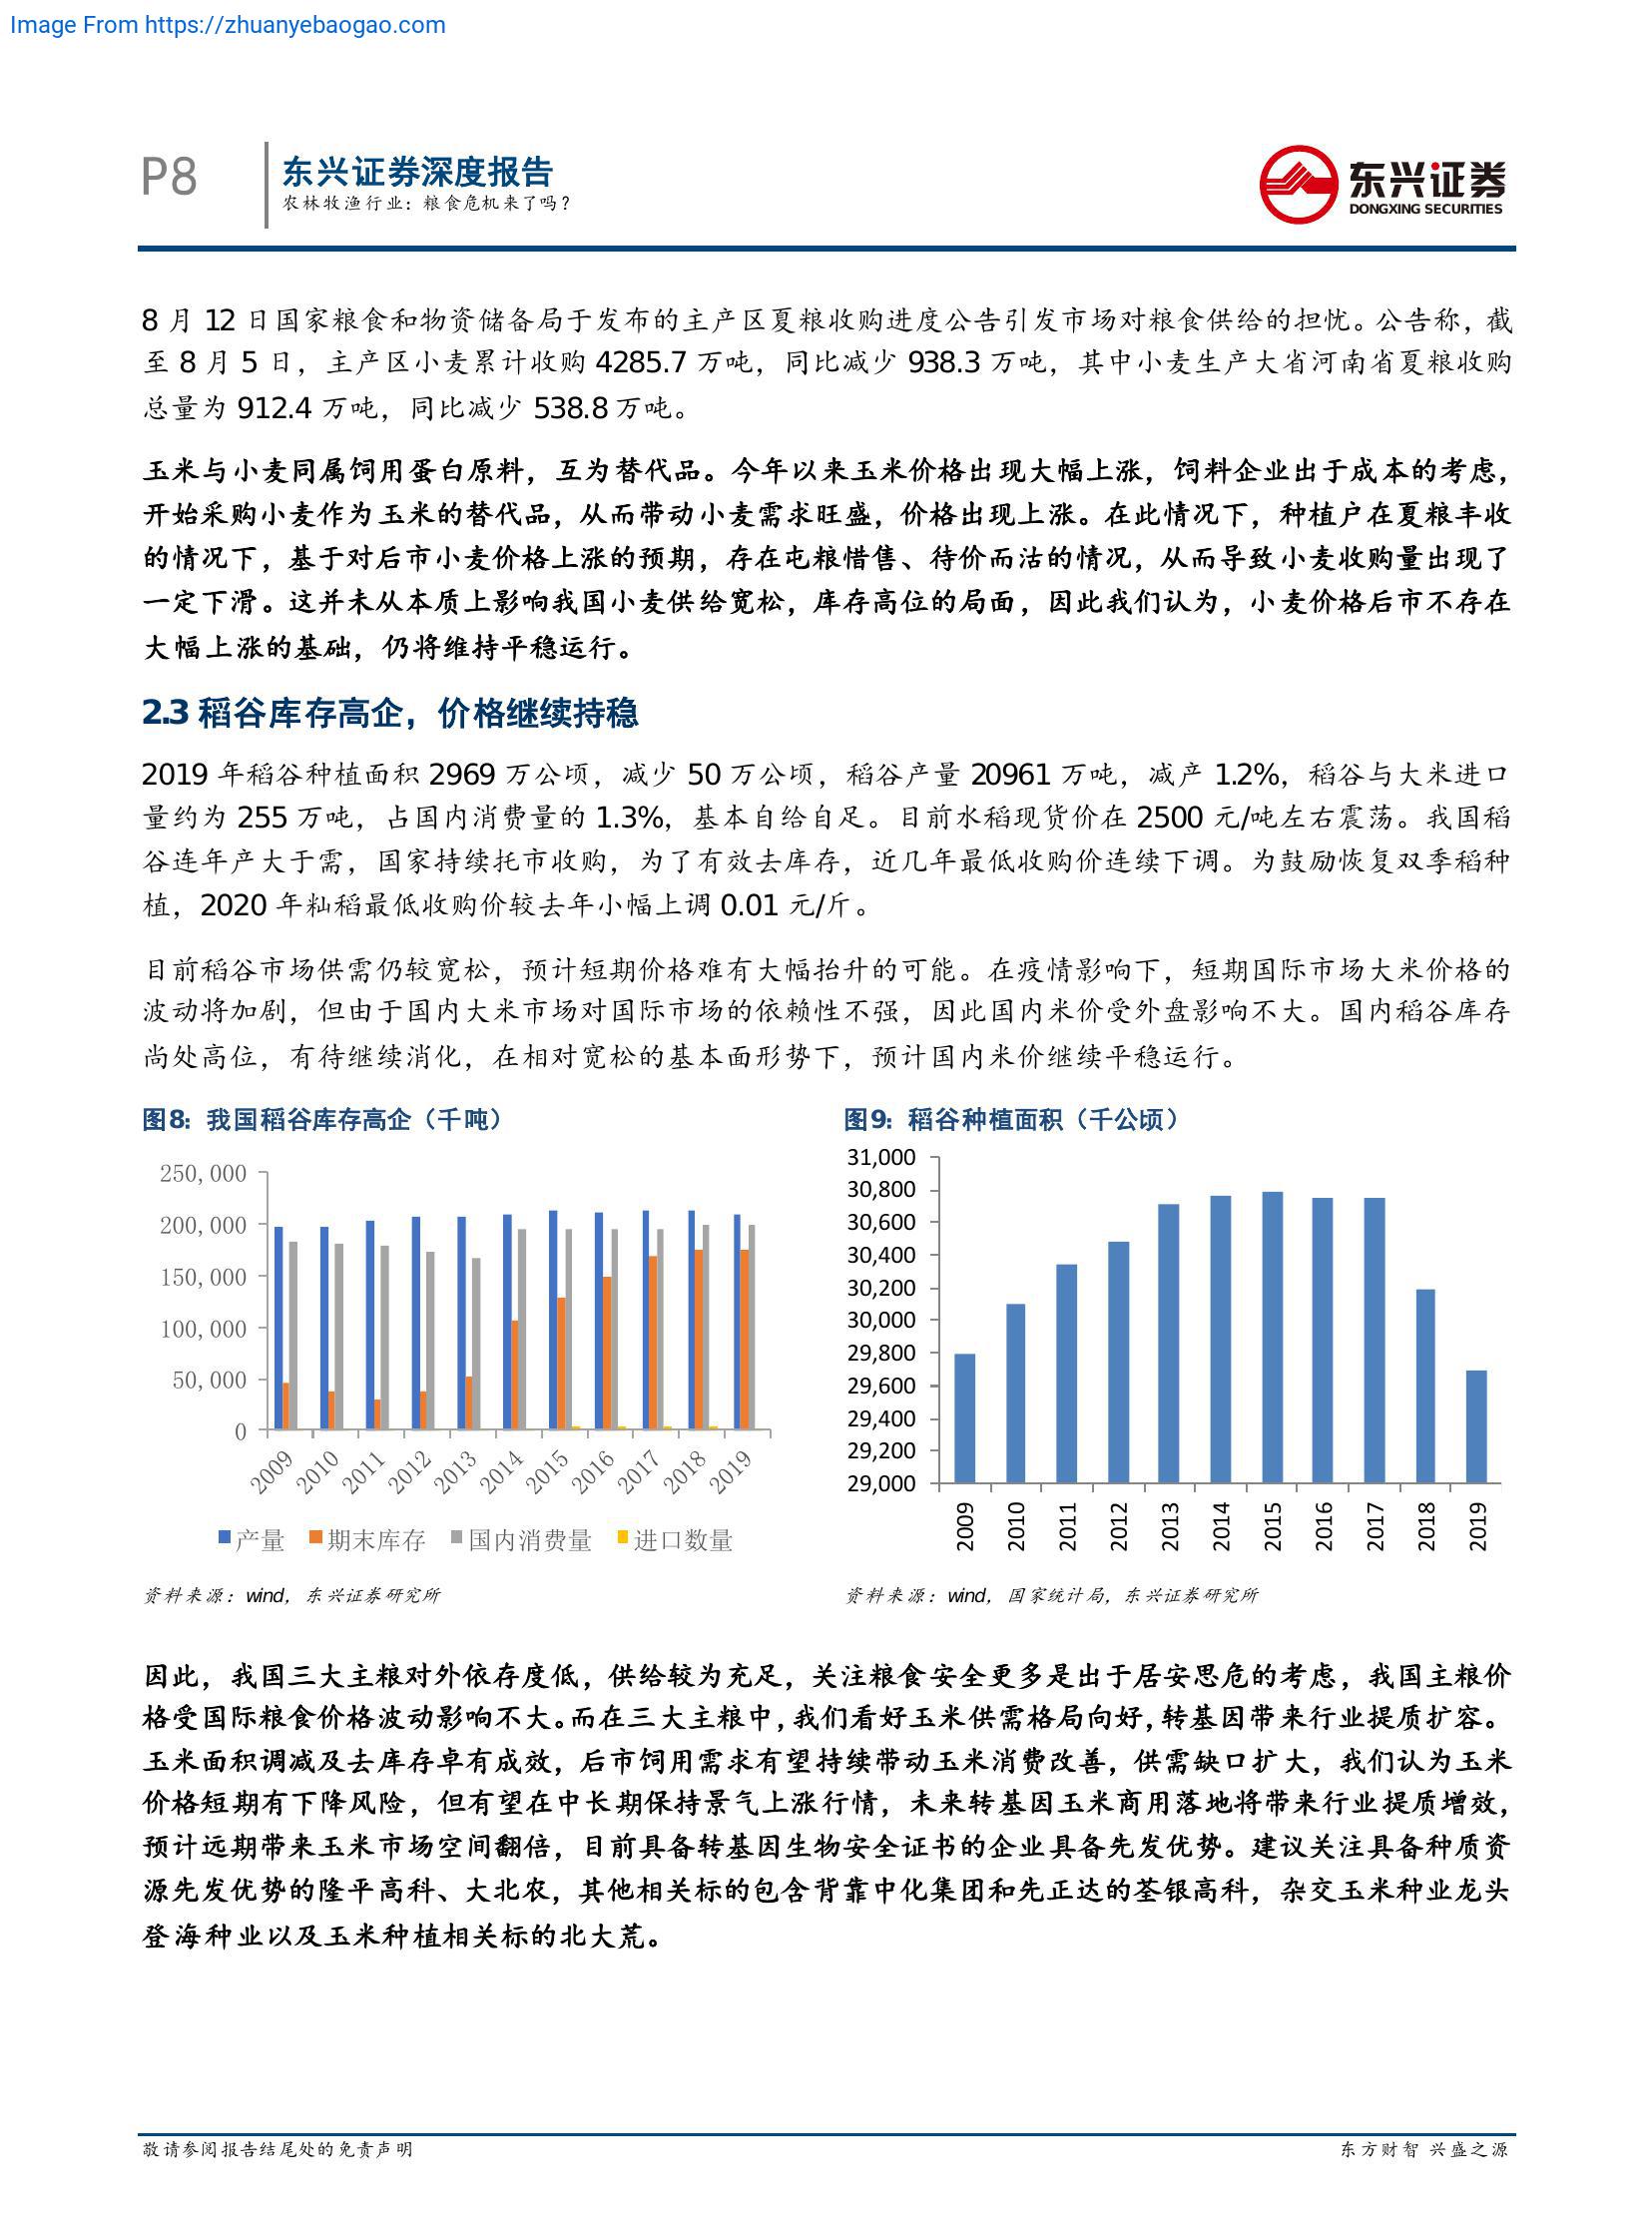 Image From https://zhuanyebaogao.com
P8
东兴证券深度报告
农林牧渔行业：粮食危机来了吗？
东兴证券
DONGXING SECURITIES
8 月 12 日国家粮食和物资储备局于发布的主产区夏粮收购进度公告引发市场对粮食供给的担忧。公告称，截
至 8 月 5 日，主产区小麦累计收购 4285.7 万吨，同比减少 938.3 万吨，其中小麦生产大省河南省夏粮收购
总量为 912.4 万吨，同比减少 538.8 万吨。
玉米与小麦同属饲用蛋白原料，互为替代品。今年以来玉米价格出现大幅上涨，饲料企业出于成本的考虑，
开始采购小麦作为玉米的替代品，从而带动小麦需求旺盛，价格出现上涨。在此情况下，种植户在夏粮丰收
的情况下，基于对后市小麦价格上涨的预期，存在屯粮惜售、待价而沽的情况，从而导致小麦收购量出现了
一定下滑。这并未从本质上影响我国小麦供给宽松，库存高位的局面，因此我们认为，小麦价格后市不存在
大幅上涨的基础，仍将维持平稳运行。
2.3 稻谷库存高企，价格继续持稳
2019 年稻谷种植面积 2969 万公顷，减少 50 万公顷，稻谷产量 20961 万吨，减产 1.2%，稻谷与大米进口
量约为 255 万吨，占国内消费量的 1.3%，基本自给自足。目前水稻现货价在 2500 元/吨左右震荡。我国稻
谷连年产大于需，国家持续托市收购，为了有效去库存，近几年最低收购价连续下调。为鼓励恢复双季稻种
植，2020 年籼稻最低收购价较去年小幅上调 0.01 元/斤。
目前稻谷市场供需仍较宽松，预计短期价格难有大幅抬升的可能。在疫情影响下，短期国际市场大米价格的
波动将加剧，但由于国内大米市场对国际市场的依赖性不强，因此国内米价受外盘影响不大。国内稻谷库存
尚处高位，有待继续消化，在相对宽松的基本面形势下，预计国内米价继续平稳运行。
图8：我国稻谷库存高企（千吨）
250,000
200,000
150,000
100,000
50,000
0
2009 2010 2011 2012 2013 2014 2015 2016 2017 2018 2019
产量 期末库存 国内消费量 进口数量
资料来源：wind，东兴证券研究所
图9：稻谷种植面积（千公顷）
31,000
30,800
30,600
30,400
30,200
30,000
29,800
29,600
29,400
29,200
29,000
2009 2010 2011 2012 2013 2014 2015 2016 2017 2018 2019
资料来源：wind，国家统计局，东兴证券研究所
因此，我国三大主粮对外依存度低，供给较为充足，关注粮食安全更多是出于居安思危的考虑，我国主粮价
格受国际粮食价格波动影响不大。而在三大主粮中，我们看好玉米供需格局向好，转基因带来行业提质扩容。
玉米面积调减及去库存卓有成效，后市饲用需求有望持续带动玉米消费改善，供需缺口扩大，我们认为玉米
价格短期有下降风险，但有望在中长期保持景气上涨行情，未来转基因玉米商用落地将带来行业提质增效，
预计远期带来玉米市场空间翻倍，目前具备转基因生物安全证书的企业具备先发优势。建议关注具备种质资
源先发优势的隆平高科、大北农，其他相关标的包含背靠中化集团和先正达的荃银高科，杂交玉米种业龙头
登海种业以及玉米种植相关标的北大荒。
敬请参阅报告结尾处的免责声明
东方财智 兴盛之源